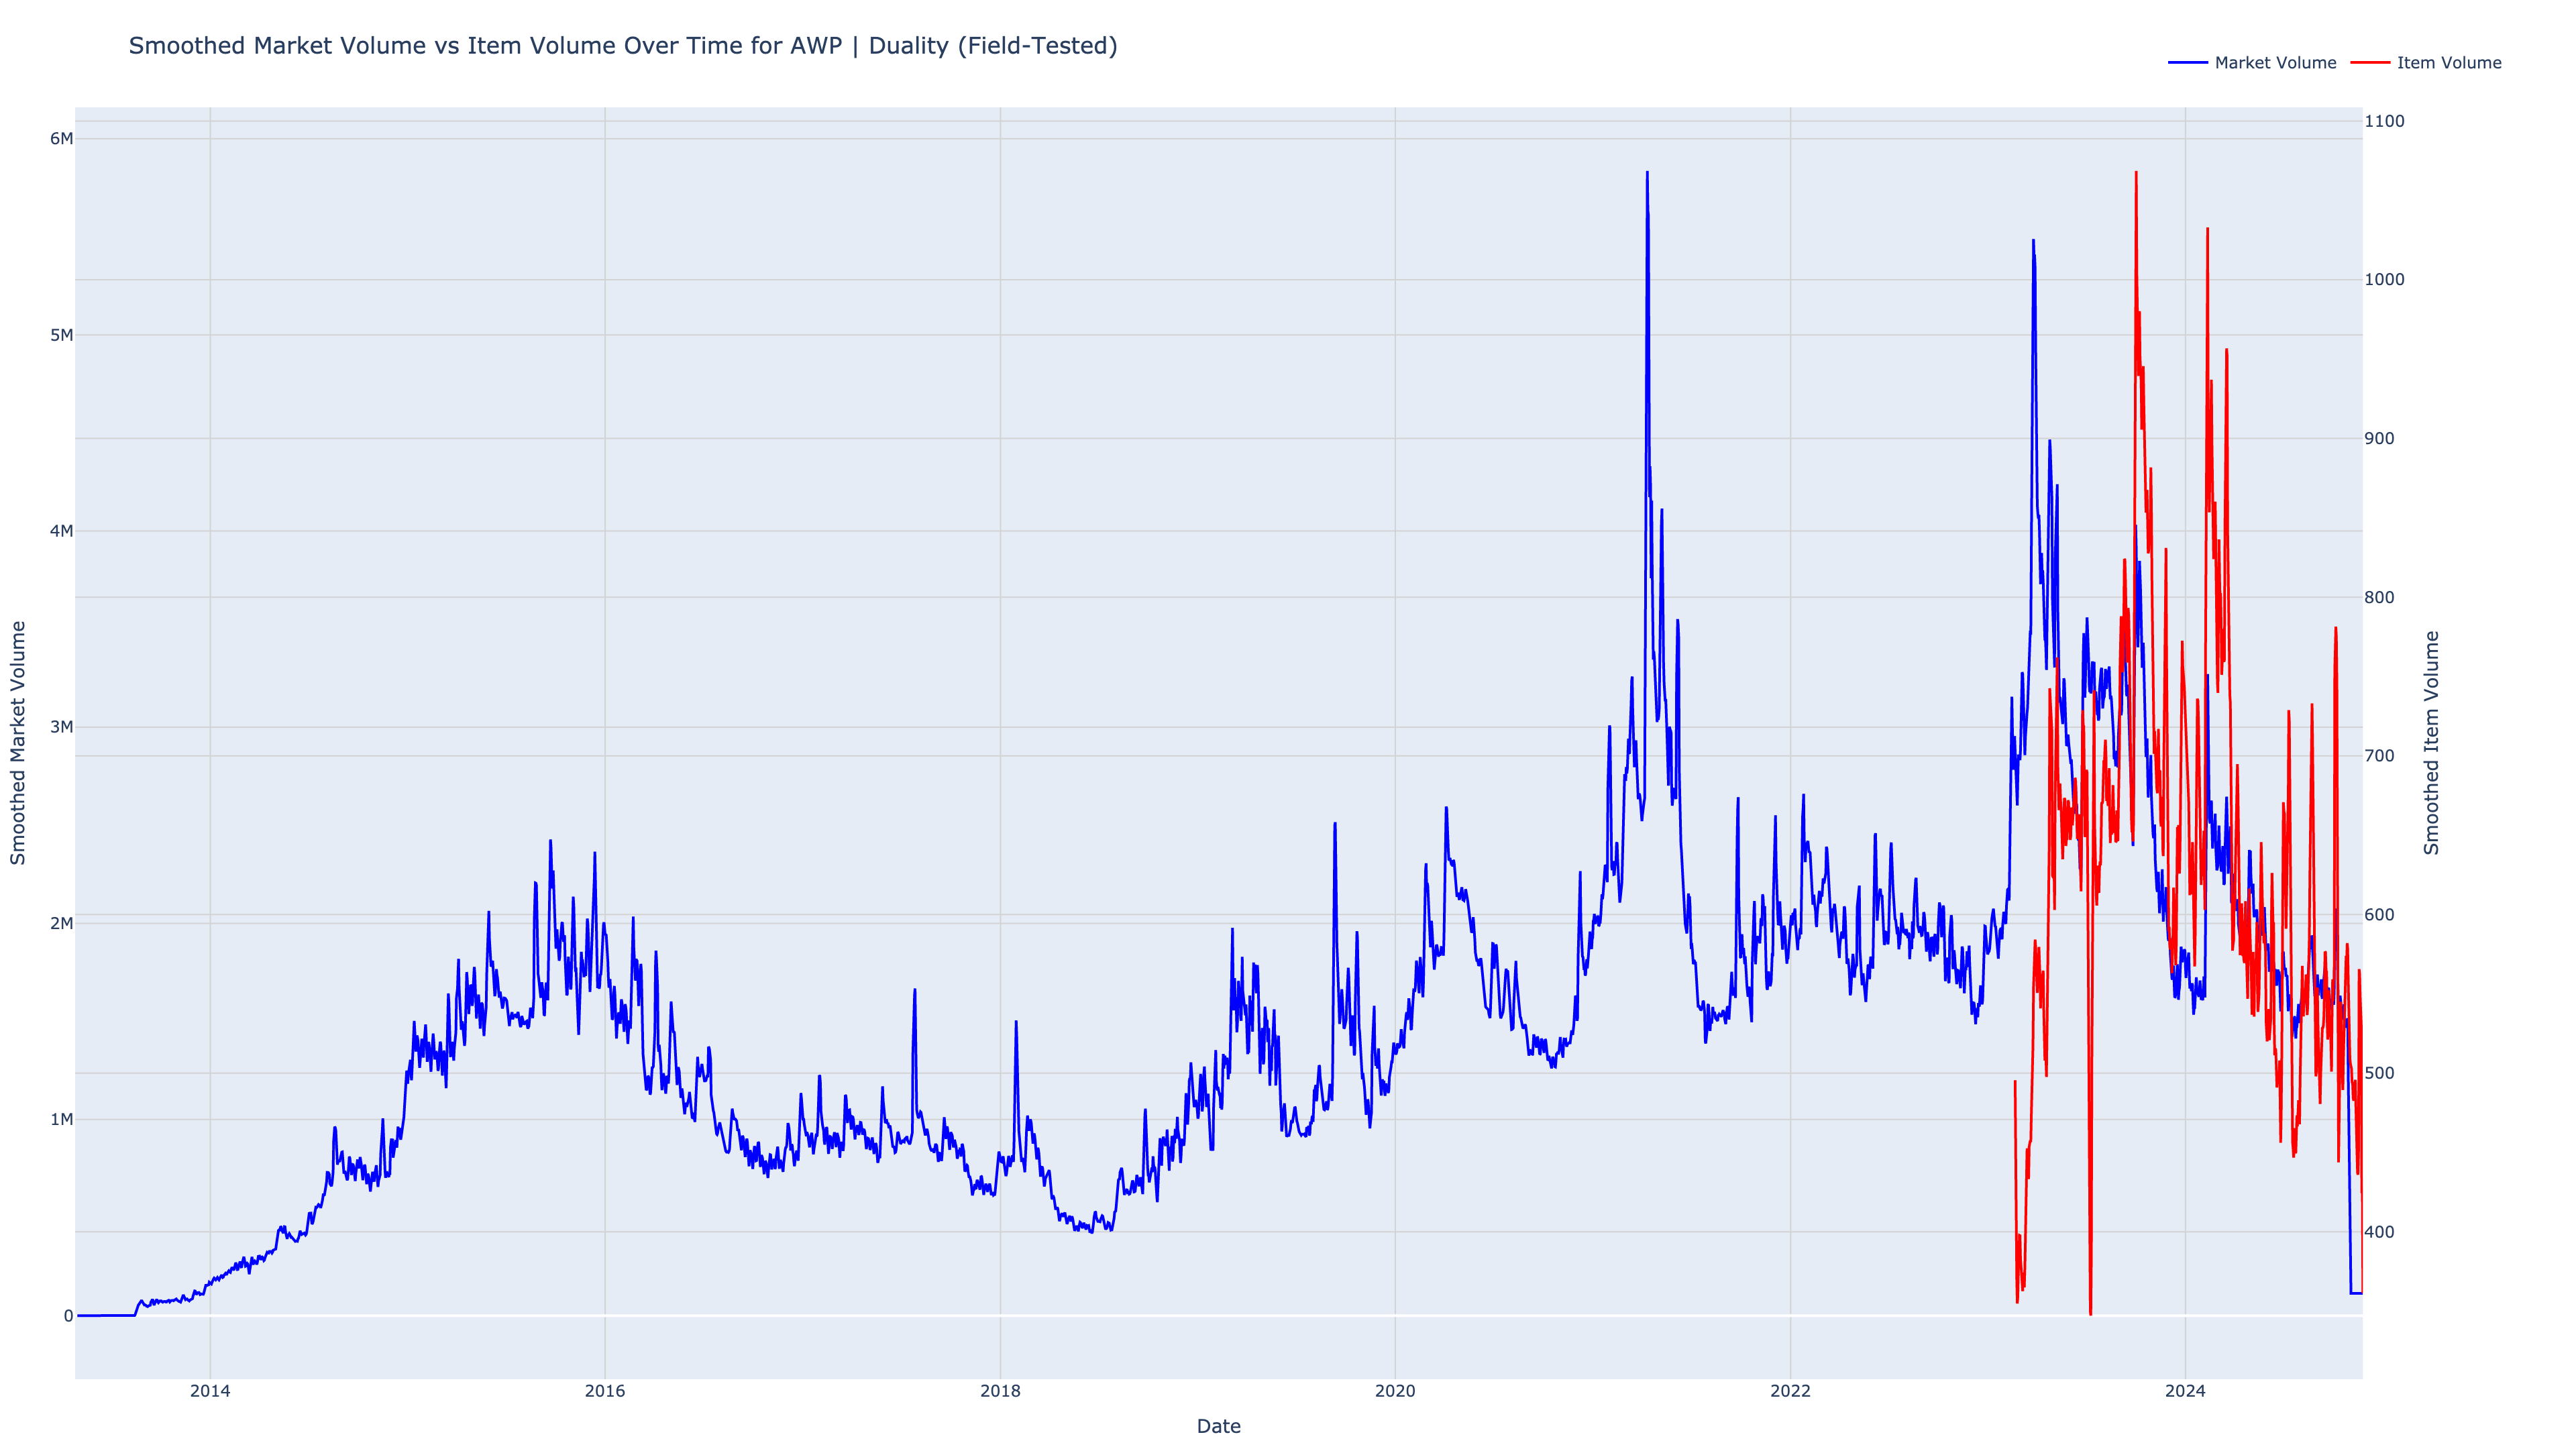 Smoothed Market Volume vs Item Volume Over Time for AWP | Duality (Field-Tested)
Market Volume
Item Volume
6M
5M
4M
3M
2M
1M
0
Smoothed Market Volume
1100
1000
900
800
700
600
500
400
Smoothed Item Volume
2014
2016
2018
2020
2022
2024
Date